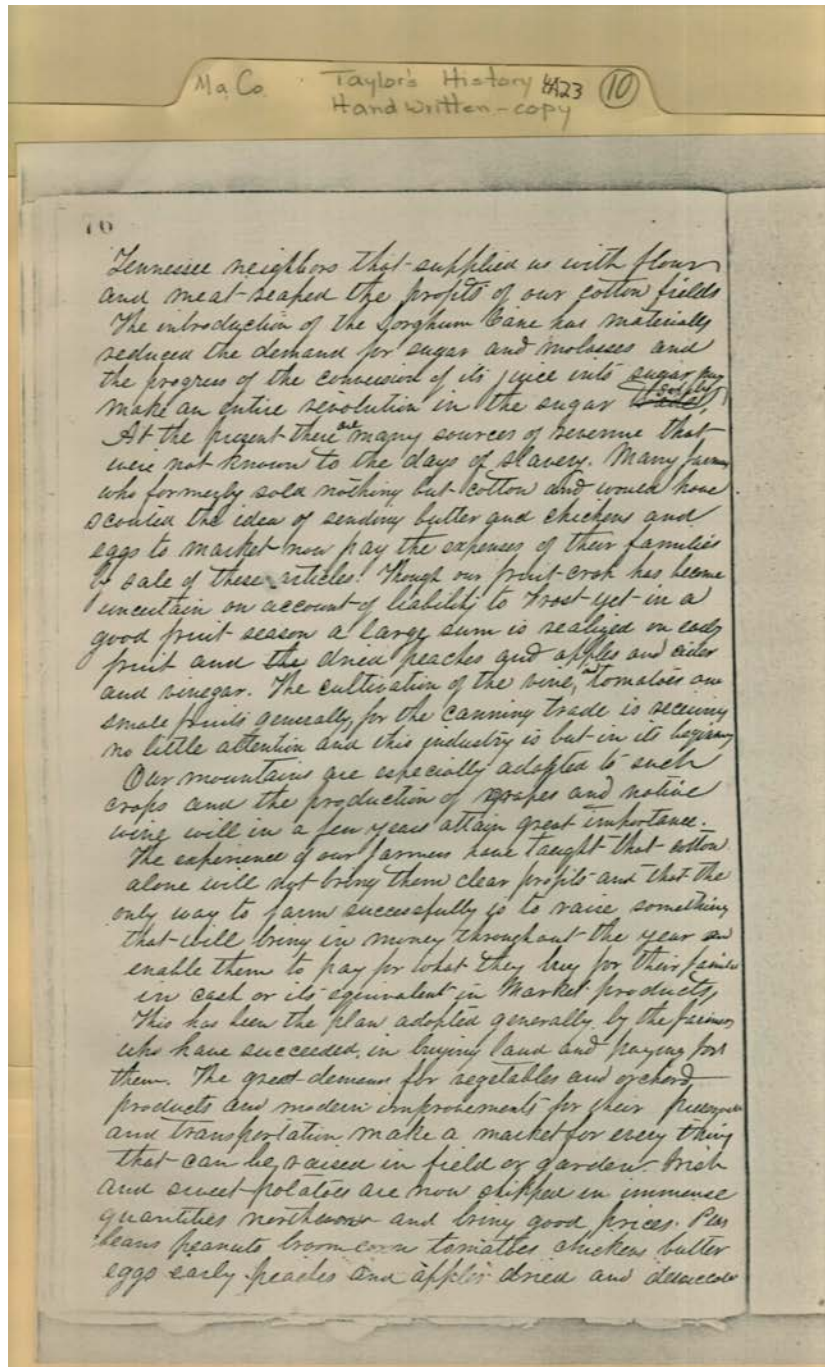 Ma Co. Taylor's History 4A23 10
Handwritten - copy
10
Tennessee neighbors that supplied us with flour
and meat reaped the profits of our cotton fields
The introduction of the Sorghum Cane has materially
reduced the demand for sugar and molasses and
the progress of the conversion of its juice into sugar may
make an entire revolution in the sugar
At the present there are many sources of revenue that
were not known to the days of slavery. Many farmers
who formerly sold nothing but cotton and would have
scouted the idea of sending butter and chickens and
eggs to market now pay the expenses of their families
by sale of these articles. Though our fruit crop has become
uncertain on account of liability to frost yet in a
good fruit season a large sum is realized on early
fruit and the dried peaches and apples and cider
and vinegar. The cultivation of the vine, tomatoes and
small fruits generally, for the canning trade is receiving
no little attention and this industry is but in its beginning
Our mountains are especially adapted to such
crops and the production of grapes and native
wine will in a few years attain great importance.
The experience of our farmers have taught that cotton
alone will not bring them clear profits and that the
only way to farm successfully is to raise something
that will bring in money throughout the year and
enable them to pay for what they buy for their families
in cash or its equivalent in Market products,
This has been the plan adopted generally by the farmers
who have succeeded in buying land and paying for
them. The great demand for vegetables and orchard
products and modern improvements for their
and transportation make a market for every thing
that can be raised in field or garden. Irish
and sweet potatoes are now shipped in immense
quantities northward and bring good prices. Peas
beans peanuts broom corn tomatoes chickens butter
eggs early peaches and apples dried and